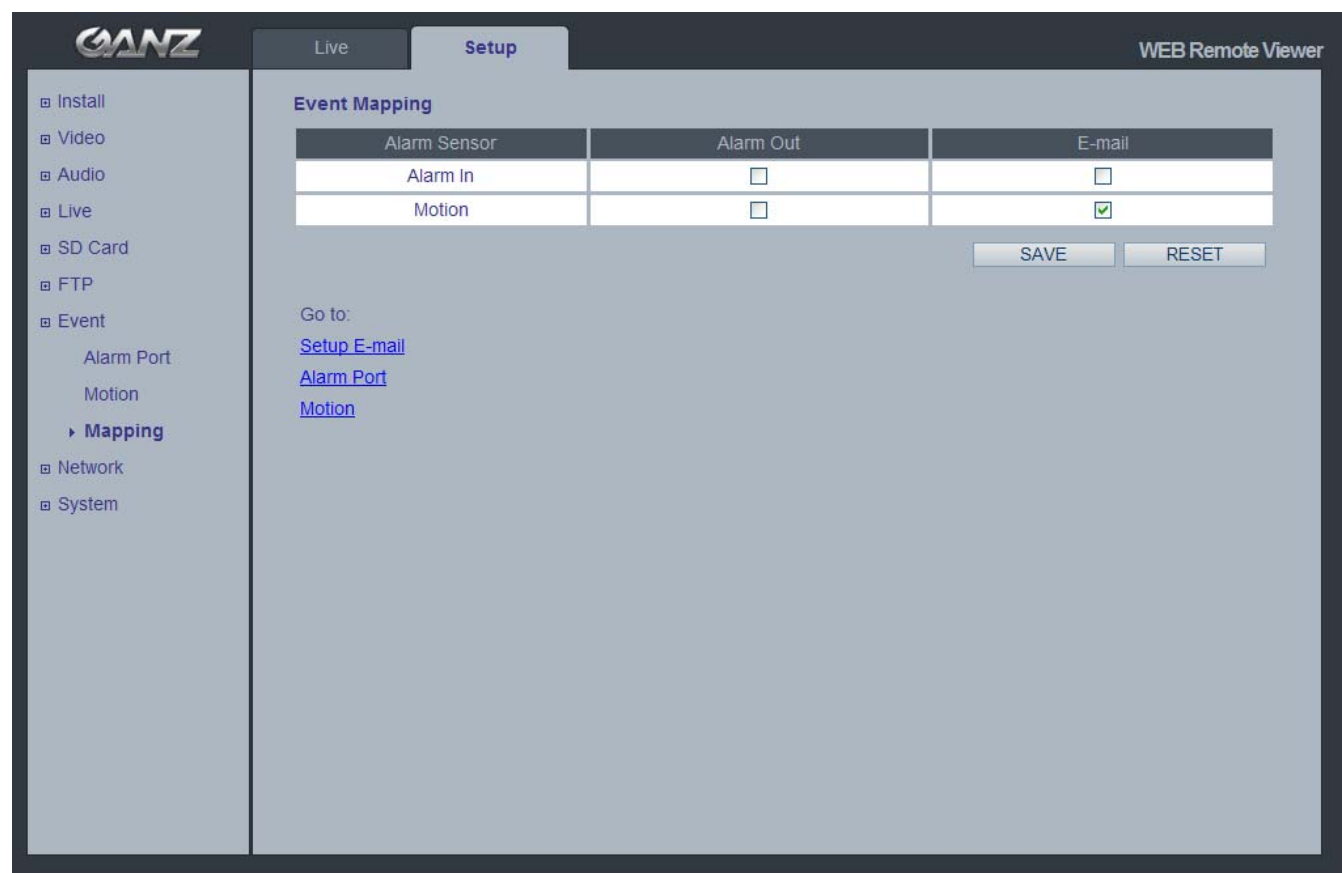 GANZ
Live
Setup
WEB Remote Viewer
Install
Video
Audio
Live
SD Card
FTP
Event
Alarm Port
Motion
Mapping
Network
System
Event Mapping
Alarm Sensor Alarm Out E-mail
Alarm In
Motion
SAVE RESET
Go to:
Setup E-mail
Alarm Port
Motion